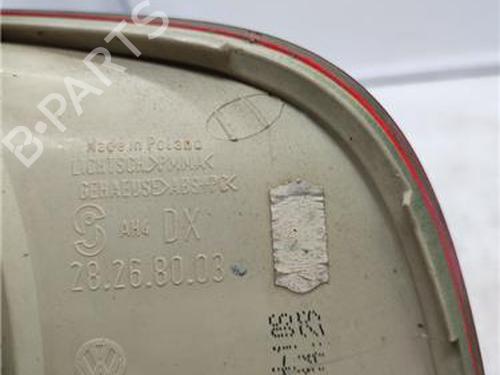 B-PARTS
Made in Poland
LICHTSCH.>PMMA<
GEHAEUSE>ABS+PC<
AH4 DX
28.26.80.03